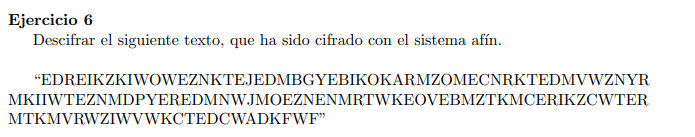 Ejercicio 6
Descifrar el siguiente texto, que ha sido cifrado con el sistema afín.
“EDREIKZKIWOWEZNKTEJEDMBGYEBIKOKARMZOMECNRKTEDMVWZNYR
MKIIWTEZNMDPYEREDMNWJMOEZNENMRTWKEOVEBMZTKMCERIKZCWTER
MTKMVRWZIWVWKCTEDCWADKFWF”